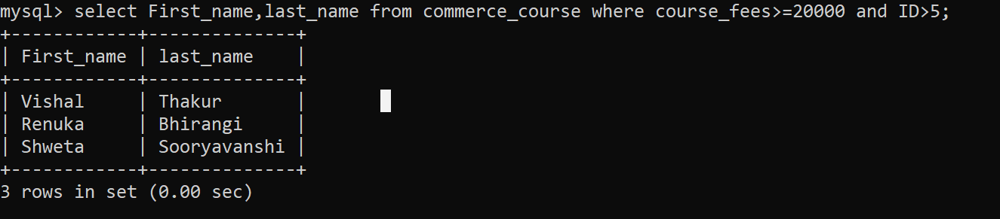 mysql> select First_name,last_name from commerce_course where course_fees>=20000 and ID>5;
+------------+--------------+
| First_name | last_name    |
+------------+--------------+
| Vishal     | Thakur       |
| Renuka     | Bhirangi     |
| Shweta     | Sooryavanshi |
+------------+--------------+
3 rows in set (0.00 sec)